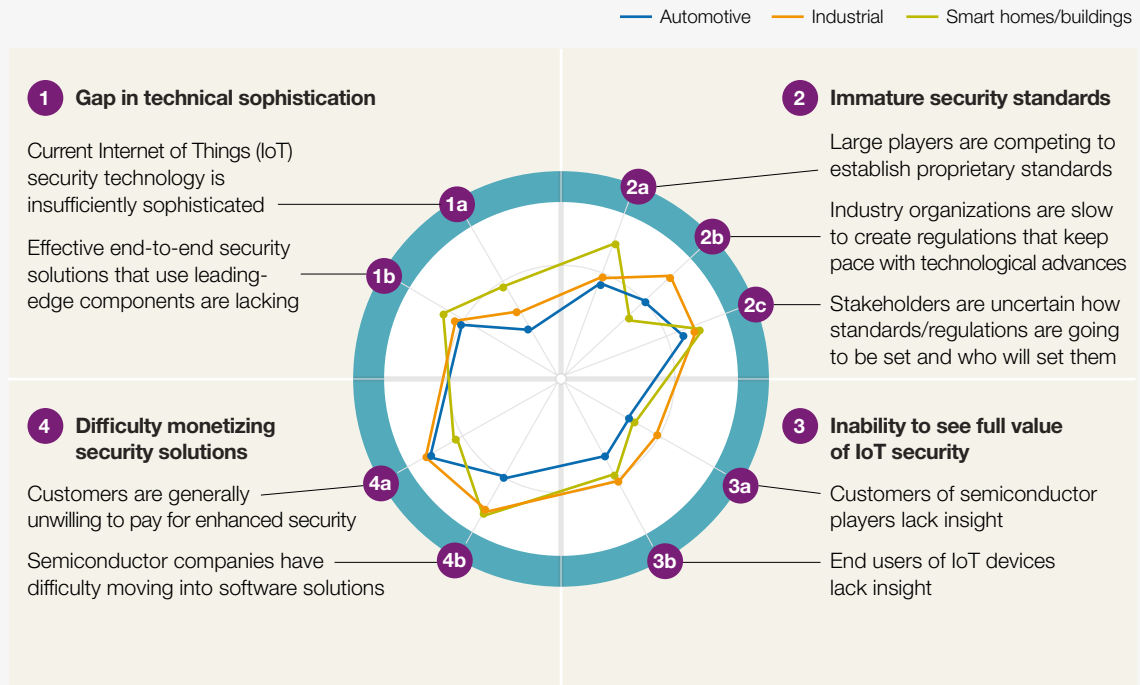 Automotive
Industrial
Smart homes/buildings
1
Gap in technical sophistication
Current Internet of Things (IoT)
security technology is
insufficiently sophisticated
Effective end-to-end security
solutions that use leading-
edge components are lacking
2
Immature security standards
Large players are competing to
establish proprietary standards
Industry organizations are slow
to create regulations that keep
pace with technological advances
Stakeholders are uncertain how
standards/regulations are going
to be set and who will set them
1a
1b
2a
2b
2c
4
Difficulty monetizing
security solutions
Customers are generally
unwilling to pay for enhanced security
Semiconductor companies have
difficulty moving into software solutions
4a
4b
3a
3b
3
Inability to see full value
of IoT security
Customers of semiconductor
players lack insight
End users of IoT devices
lack insight